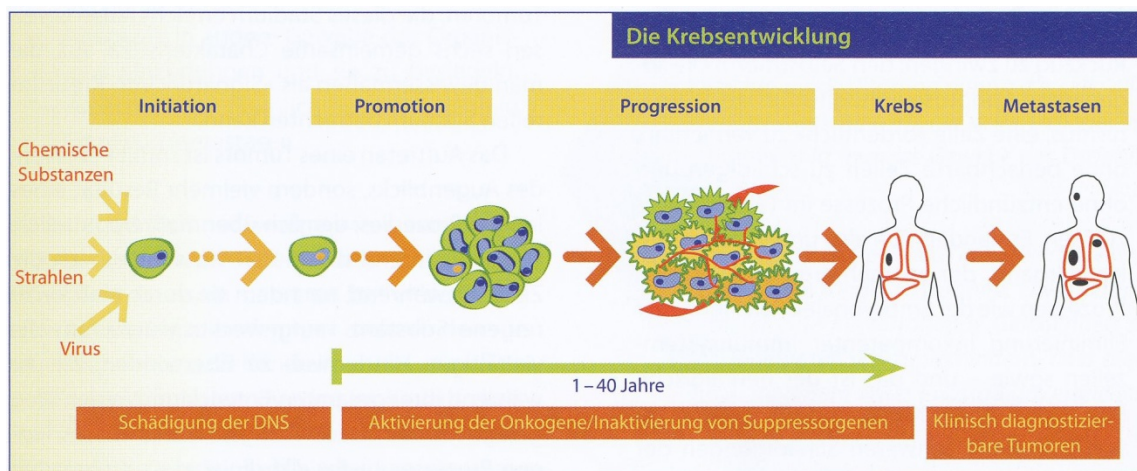 Die Krebsentwicklung
Initiation
Promotion
Progression
Krebs
Metastasen
Chemische
Substanzen
Strahlen
Virus
1 – 40 Jahre
Schädigung der DNS
Aktivierung der Onkogene/Inaktivierung von Suppressorgenen
Klinisch diagnostizier-
bare Tumoren